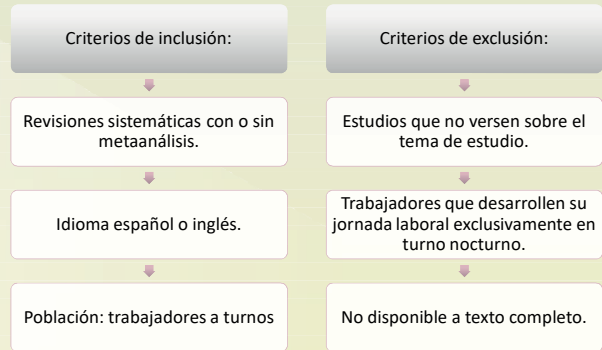 Criterios de inclusión:
Revisiones sistemáticas con o sin
metaanálisis.
Idioma español o inglés.
Población: trabajadores a turnos
Criterios de exclusión:
Estudios que no versen sobre el
tema de estudio.
Trabajadores que desarrollen su
jornada laboral exclusivamente en
turno nocturno.
No disponible a texto completo.